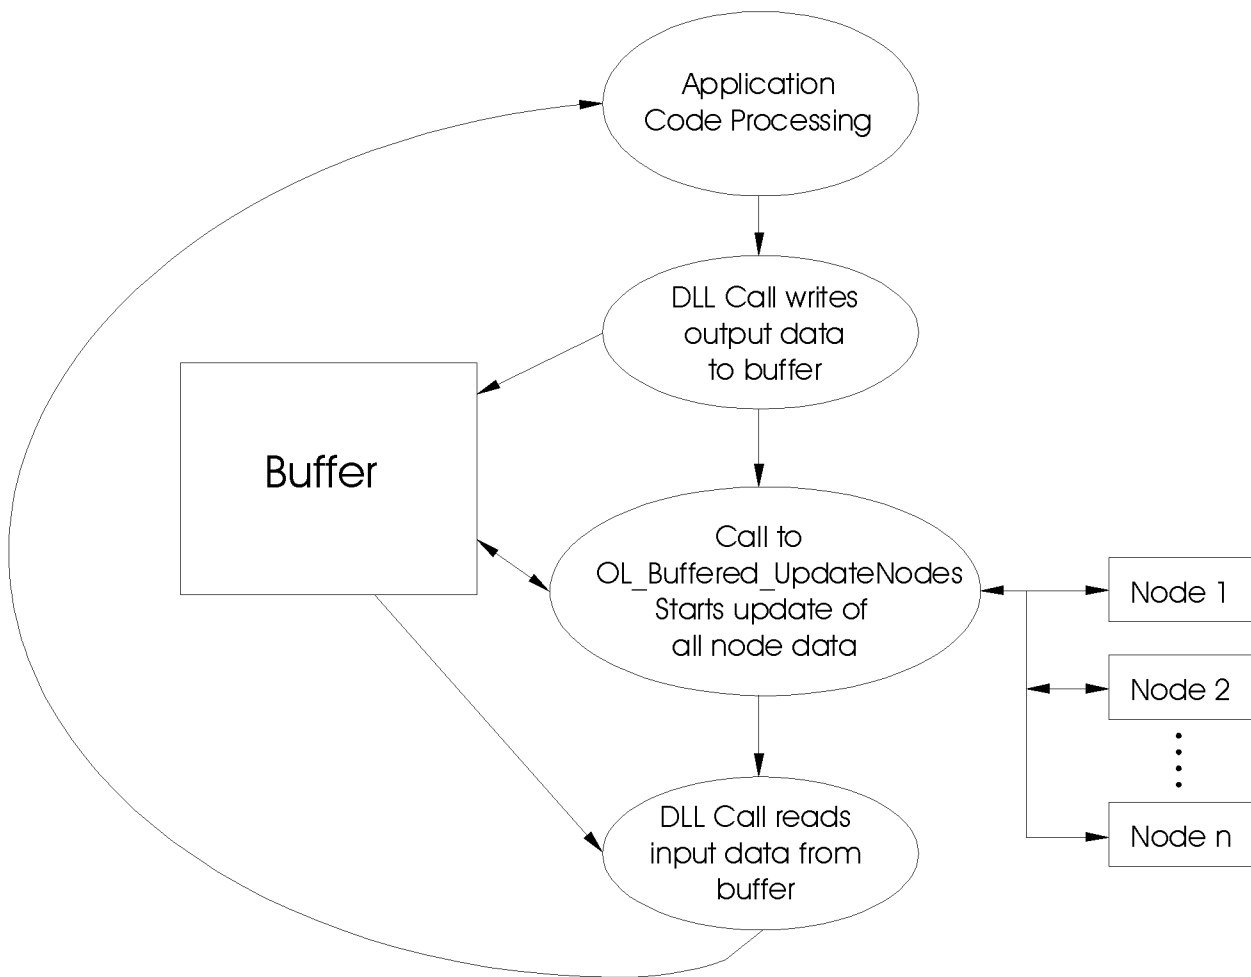 Application
Code Processing
DLL Call writes
output data
to buffer
Buffer
Call to
OL_Buffered_UpdateNodes
Starts update of
all node data
Node 1
Node 2
Node n
DLL Call reads
input data from
buffer